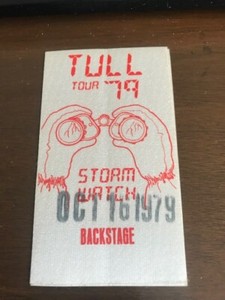 TULL
TOUR '79
STORM
WATCH
OCT 16 1979
BACKSTAGE